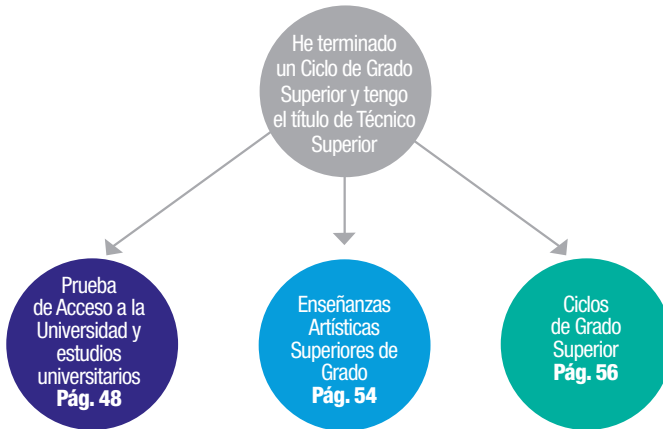 He terminado
un Ciclo de Grado
Superior y tengo
el título de Técnico
Superior
Prueba
de Acceso a la
Universidad y
estudios
universitarios
Pág. 48
Enseñanzas
Artísticas
Superiores de
Grado
Pág. 54
Ciclos
de Grado
Superior
Pág. 56